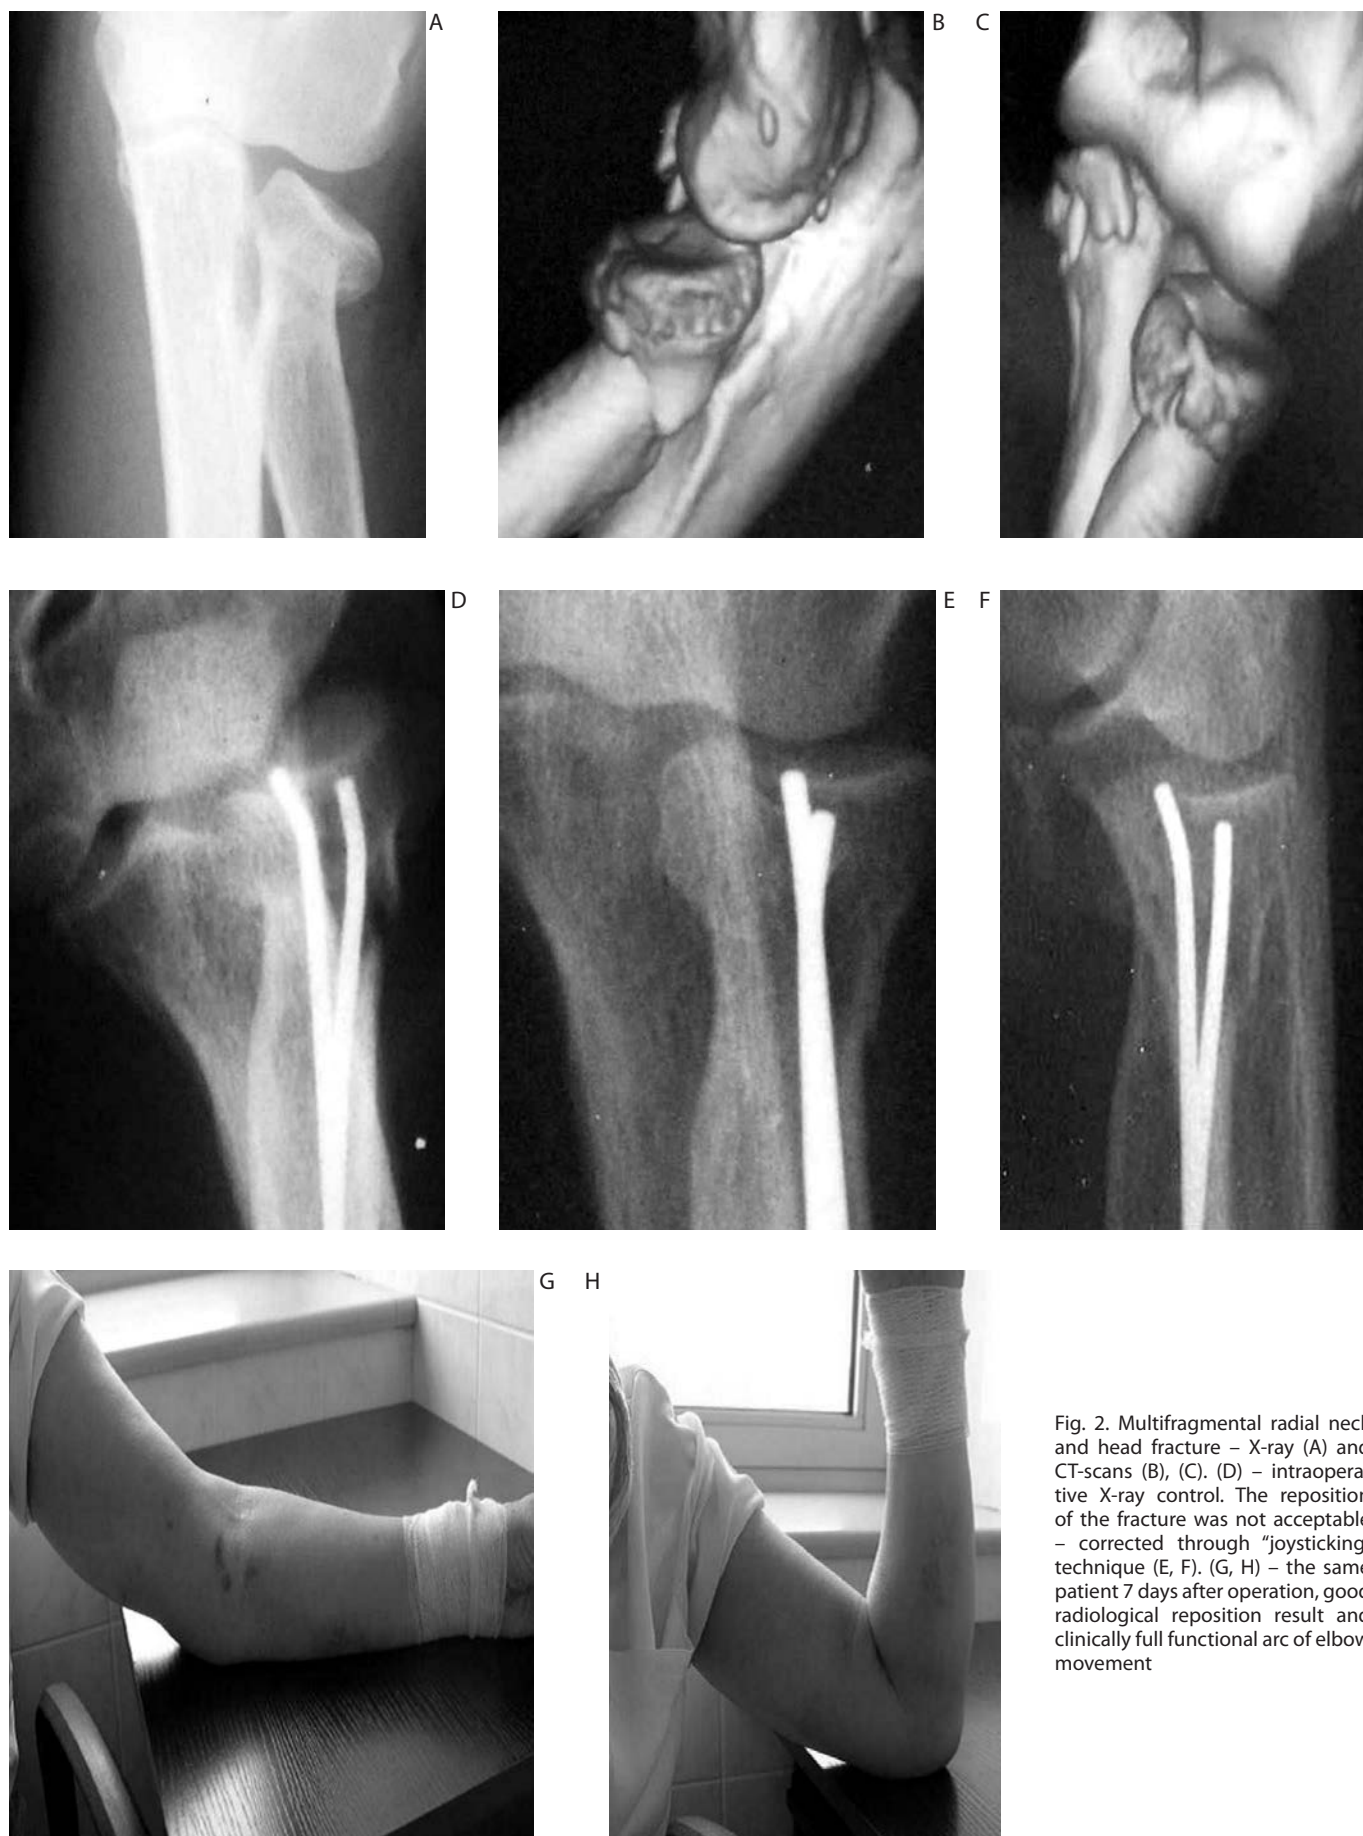 A
B
C
D
E
F
G
H
Fig. 2. Multifragmental radial neck
and head fracture – X-ray (A) and
CT-scans (B), (C). (D) – intraopera
tive X-ray control. The reposition
of the fracture was not acceptable
– corrected through “joysticking
technique (E, F). (G, H) – the same
patient 7 days after operation, good
radiological reposition result and
clinically full functional arc of elbow
movement